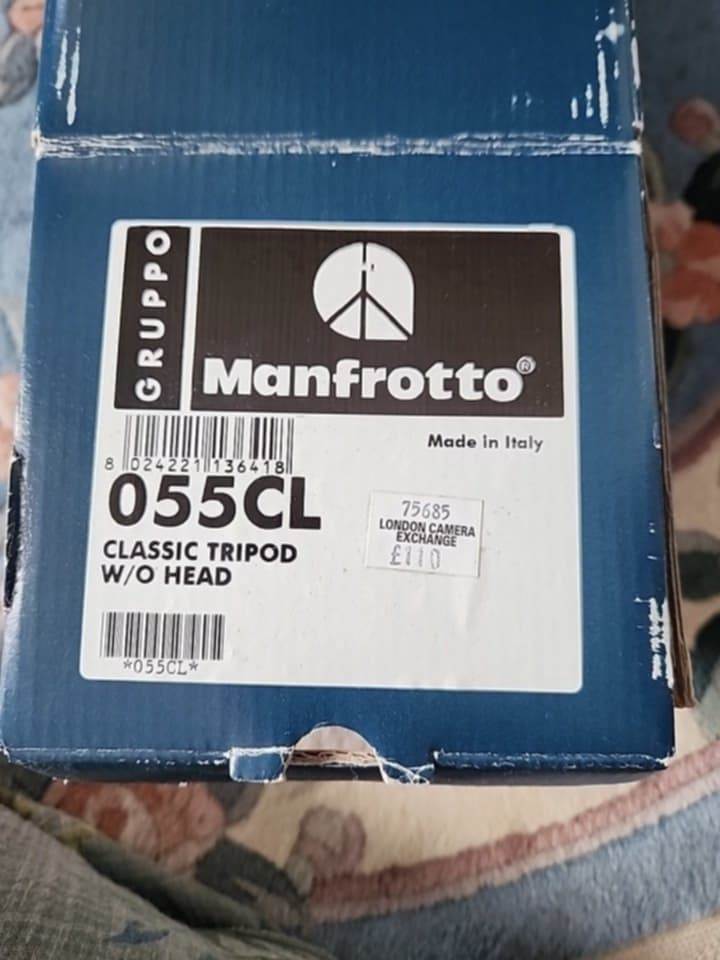 GRUPPO
Manfrotto®
Made in Italy
8 024221 136418
055CL
CLASSIC TRIPOD
W/O HEAD
75685
LONDON CAMERA
EXCHANGE
£110
*055CL*